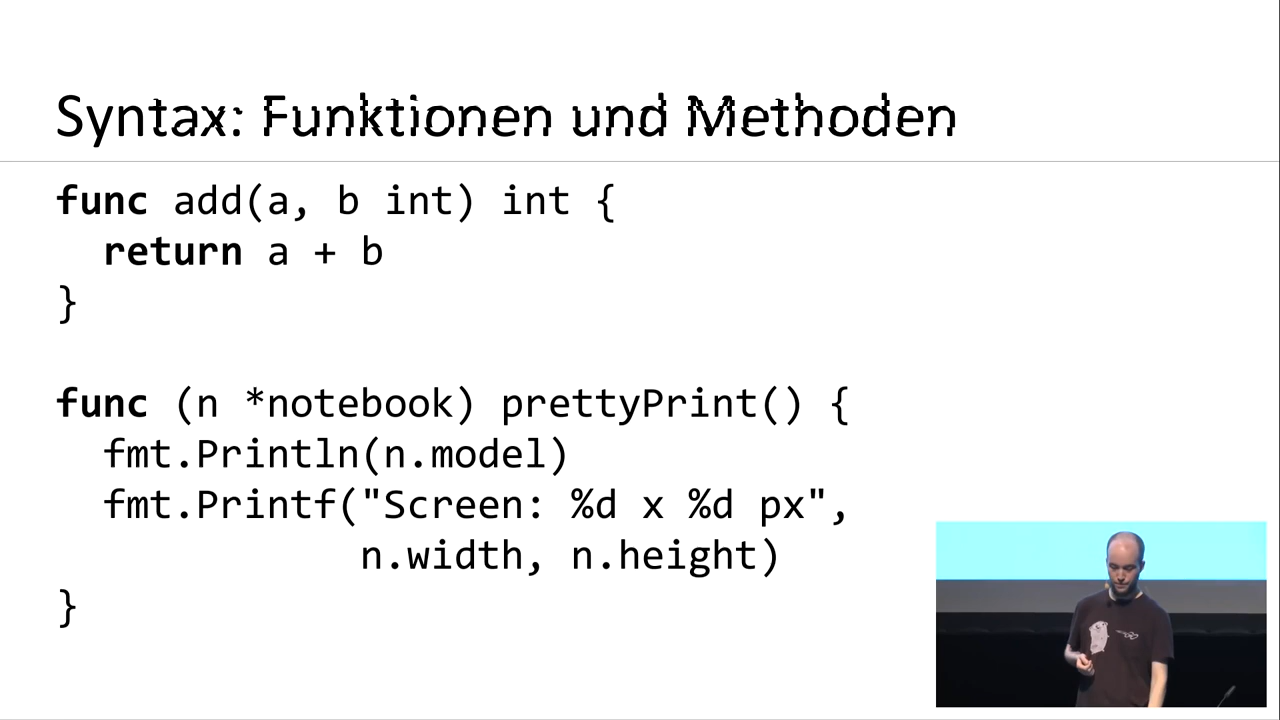 Syntax: Funktionen und Methoden
func add(a, b int) int {
  return a + b
}
func (n *notebook) prettyPrint() {
  fmt.Println(n.model)
  fmt.Printf("Screen: %d x %d px",
             n.width, n.height)
}